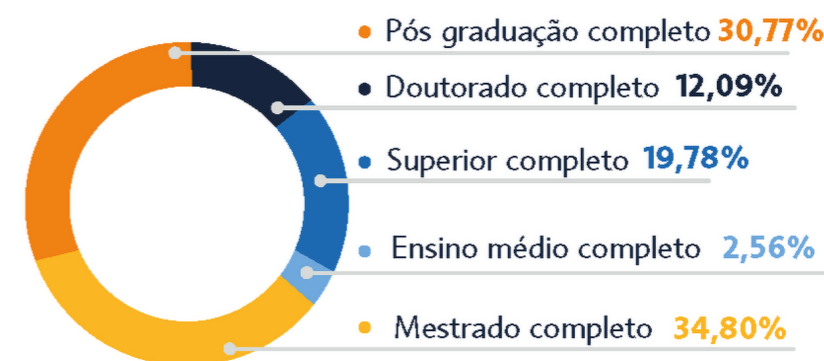 Pós graduação completo 30,77%
Doutorado completo 12,09%
Superior completo 19,78%
Ensino médio completo 2,56%
Mestrado completo 34,80%